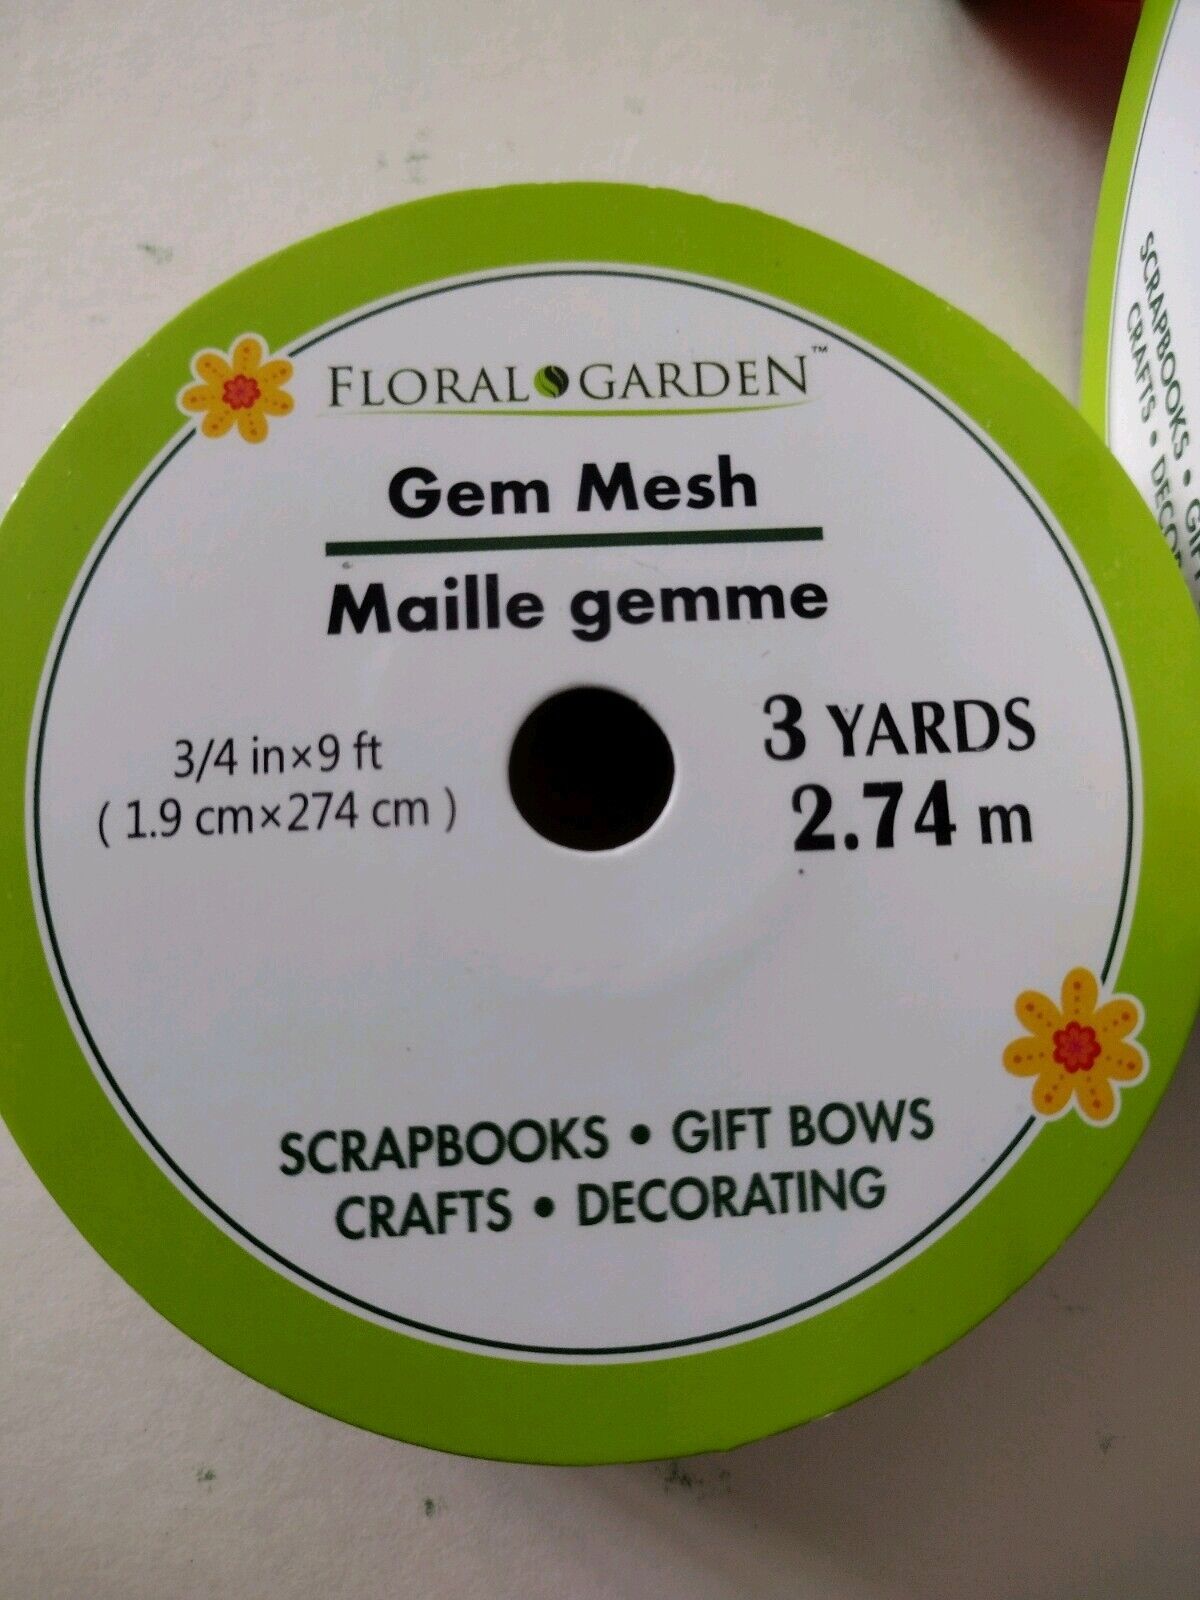 FLORAL GARDEN™
Gem Mesh
Maille gemme
3/4 in×9 ft
( 1.9 cm×274 cm )
3 YARDS
2.74 m
SCRAPBOOKS • GIFT BOWS
CRAFTS • DECORATING
SCRAPBOOKS •
CRAFTS •